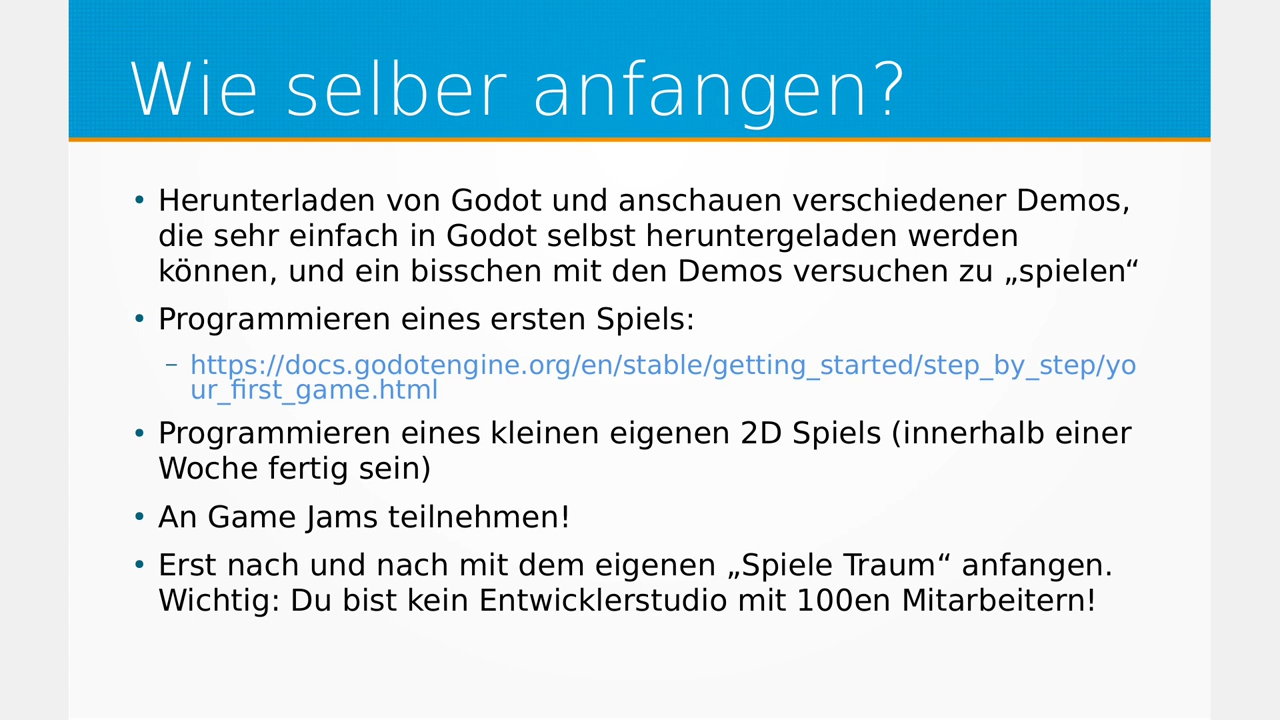 Wie selber anfangen?
• Herunterladen von Godot und anschauen verschiedener Demos,
die sehr einfach in Godot selbst heruntergeladen werden
können, und ein bisschen mit den Demos versuchen zu „spielen“
• Programmieren eines ersten Spiels:
– https://docs.godotengine.org/en/stable/getting_started/step_by_step/yo
ur_first_game.html
• Programmieren eines kleinen eigenen 2D Spiels (innerhalb einer
Woche fertig sein)
• An Game Jams teilnehmen!
• Erst nach und nach mit dem eigenen „Spiele Traum“ anfangen.
Wichtig: Du bist kein Entwicklerstudio mit 100en Mitarbeitern!